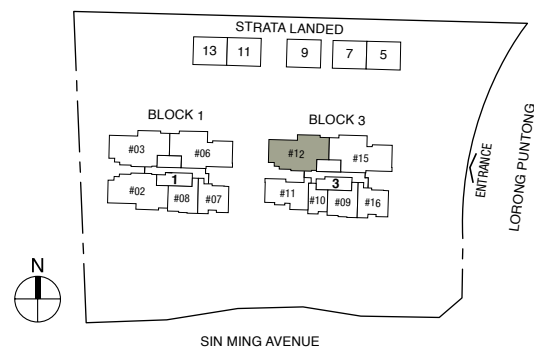 STRATA LANDED
13 11 9 7 5
BLOCK 1
BLOCK 3
#03 #06
#12 #15
1
3
#02 #08 #07
#11 #10 #09 #16
ENTRANCE
LORONG PUNTONG
N
SIN MING AVENUE